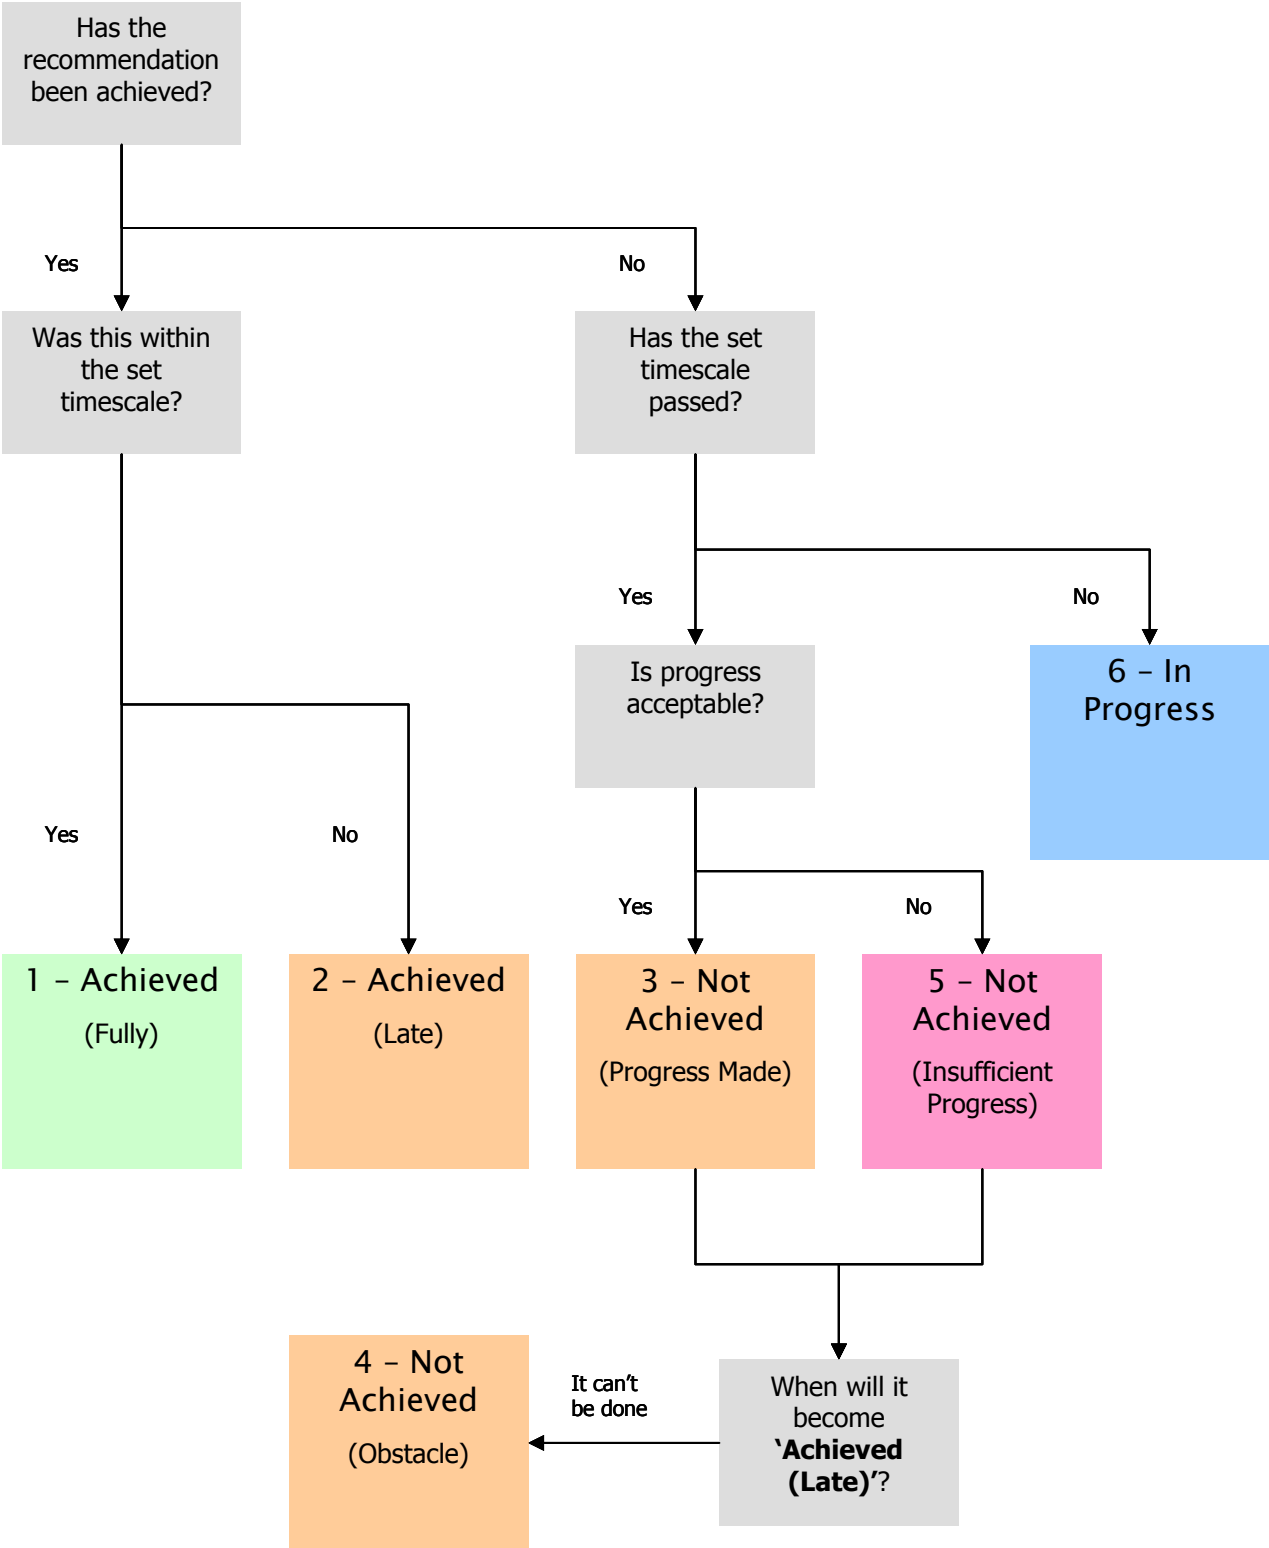 Has the
recommendation
been achieved?
Yes
No
Was this within
the set
timescale?
Has the set
timescale
passed?
Yes
No
Is progress
acceptable?
6 – In
Progress
Yes
No
Yes
No
1 – Achieved
(Fully)
2 – Achieved
(Late)
3 – Not
Achieved
(Progress Made)
5 – Not
Achieved
(Insufficient
Progress)
4 – Not
Achieved
(Obstacle)
It can’t
be done
When will it
become
‘Achieved
(Late)’?